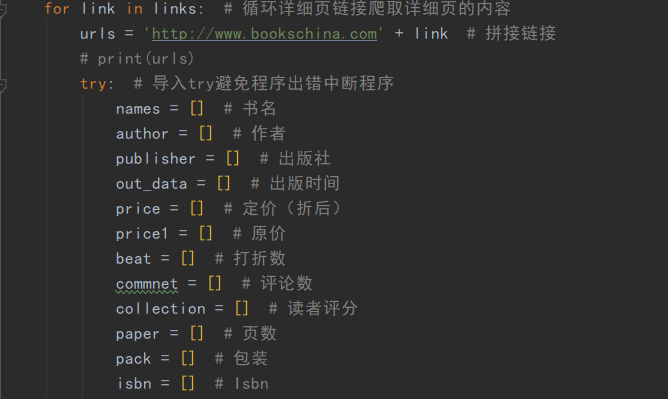 for link in links:  # 循环详细页链接爬取详细页的内容
urls = 'http://www.bookschina.com' + link  # 拼接链接
# print(urls)
try:  # 导入try避免程序出错中断程序
names = []  # 书名
author = []  # 作者
publisher = []  # 出版社
out_data = []  # 出版时间
price = []  # 定价（折后）
price1 = []  # 原价
beat = []  # 打折数
commnet = []  # 评论数
collection = []  # 读者评分
paper = []  # 页数
pack = []  # 包装
isbn = []  # Isbn